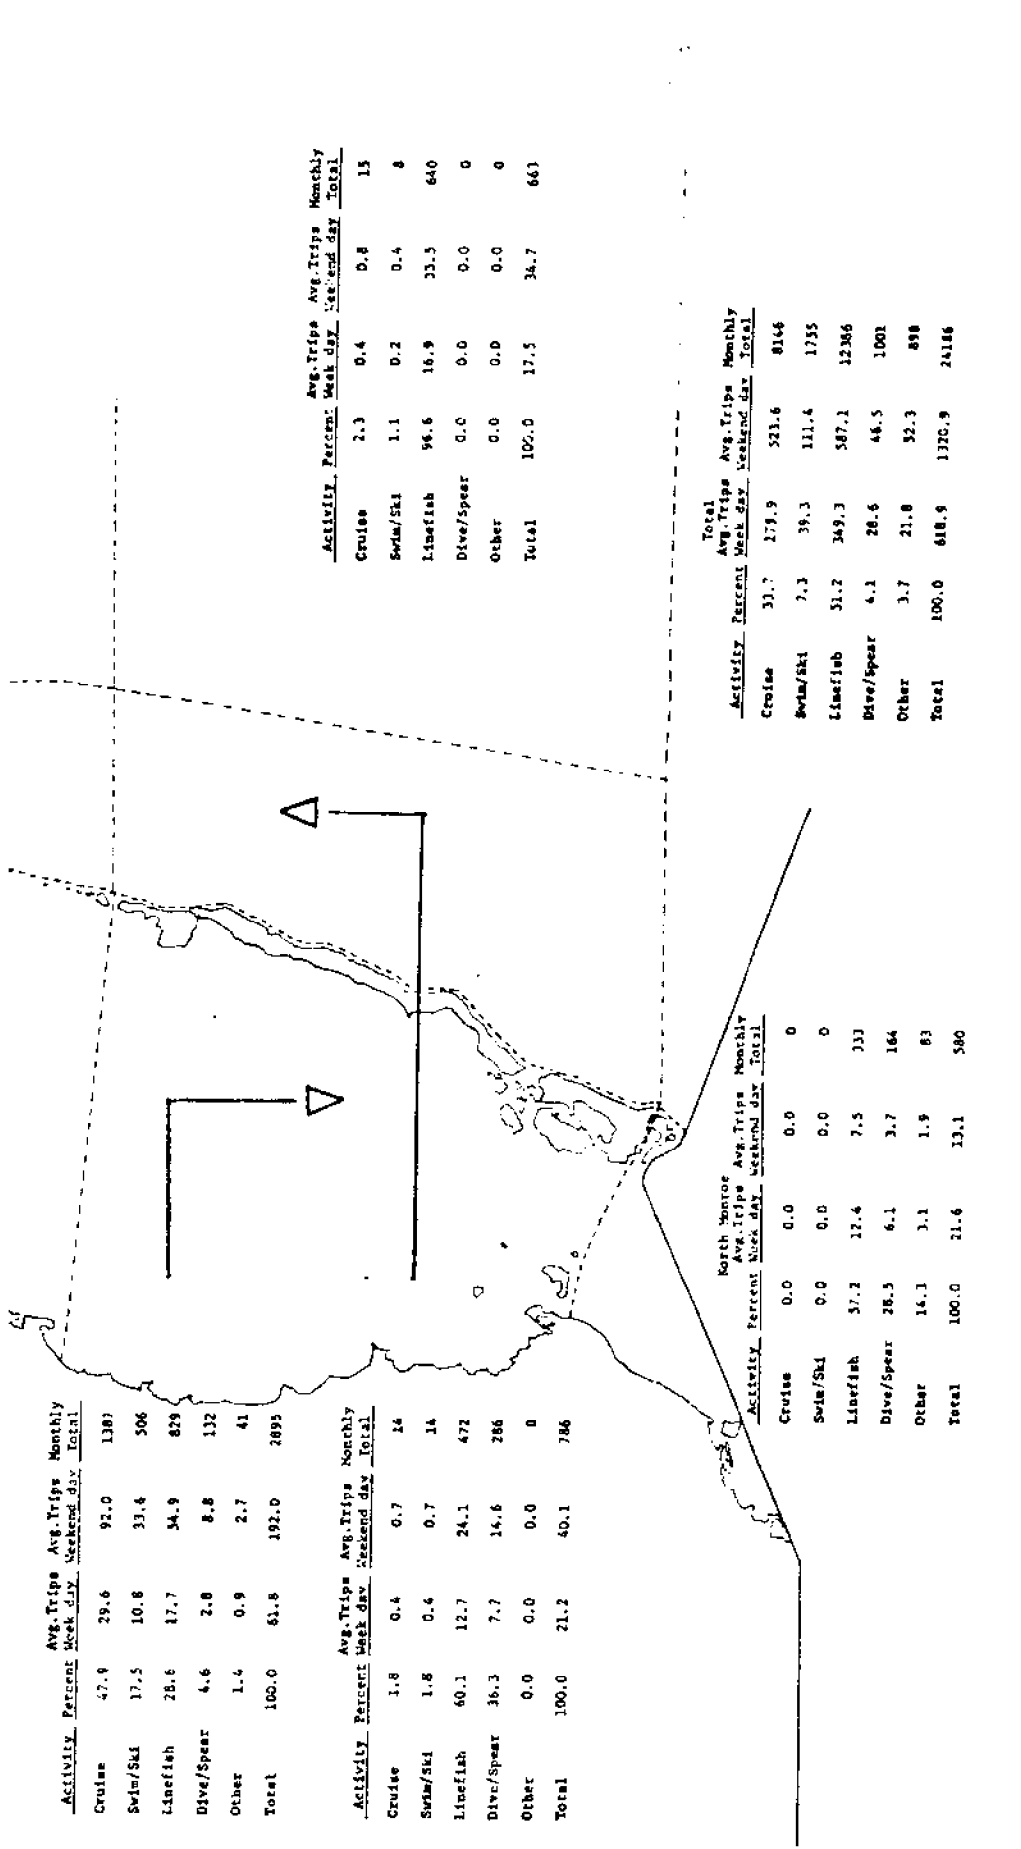 Activity Percent Avg.Trips Week day Avg.Trips Weekend day Monthly Total
Cruise 47.9 29.6 92.0 1387
Swim/Ski 17.5 10.8 33.4 506
Linefish 28.6 17.7 54.9 829
Dive/Spear 4.6 2.8 8.8 132
Other 1.4 0.9 2.7 41
Total 100.0 61.8 192.0 2895
Activity Percent Avg.Trips Week day Avg.Trips Weekend day Monthly Total
Cruise 1.8 0.4 0.7 14
Swim/Ski 1.8 0.4 0.7 14
Linefish 60.1 12.7 24.1 472
Dive/Spear 36.3 7.7 14.6 286
Other 0.0 0.0 0.0 0
Total 100.0 21.2 40.1 786
Activity Percent Avg.Trips Week day Avg.Trips Weekend day Monthly Total
Cruise 2.3 0.4 0.8 15
Swim/Ski 1.1 0.2 0.4 8
Linefish 96.6 16.9 33.5 640
Dive/Spear 0.0 0.0 0.0 0
Other 0.0 0.0 0.0 0
Total 100.0 17.5 34.7 663
North Monroe
Activity Percent Avg.Trips Week day Avg.Trips Weekend day Monthly Total
Cruise 0.0 0.0 0.0 0
Swim/Ski 0.0 0.0 0.0 0
Linefish 57.2 12.4 7.5 333
Dive/Spear 28.5 6.1 3.7 164
Other 14.3 3.1 1.9 83
Total 100.0 21.6 13.1 580
Total
Activity Percent Avg.Trips Week day Avg.Trips Weekend day Monthly Total
Cruise 33.7 179.9 523.6 8146
Swim/Ski 7.3 39.3 111.4 1755
Linefish 51.2 349.3 587.1 12386
Dive/Spear 4.1 28.6 46.5 1001
Other 3.7 21.8 52.3 898
Total 100.0 618.9 1320.9 24186